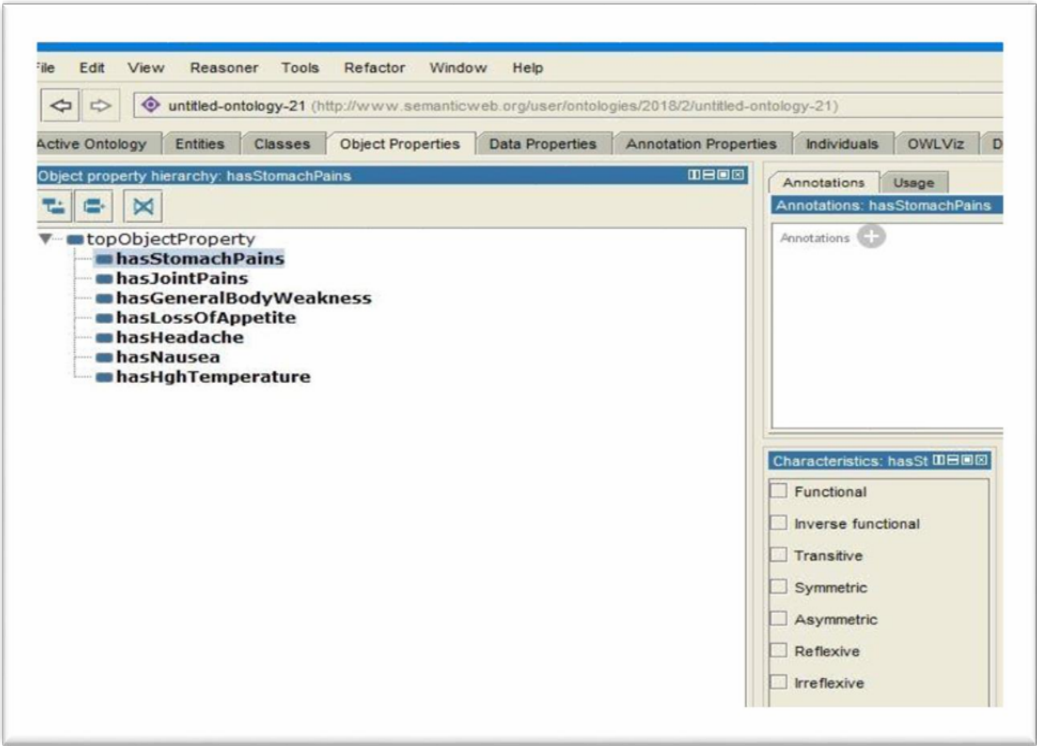 ile Edit View Reasoner Tools Refactor Window Help
untitled-ontology-21 (http://www.semanticweb.org/user/ontologies/2018/2/untitled-ontology-21)
Active Ontology Entities Classes Object Properties Data Properties Annotation Properties Individuals OWLViz D
Object property hierarchy: hasStomachPains
topObjectProperty
hasStomachPains
hasJointPains
hasGeneralBodyWeakness
hasLossOfAppetite
hasHeadache
hasNausea
hasHghTemperature
Annotations Usage
Annotations: hasStomachPains
Annotations
Characteristics: hasSt
Functional
Inverse functional
Transitive
Symmetric
Asymmetric
Reflexive
Irreflexive